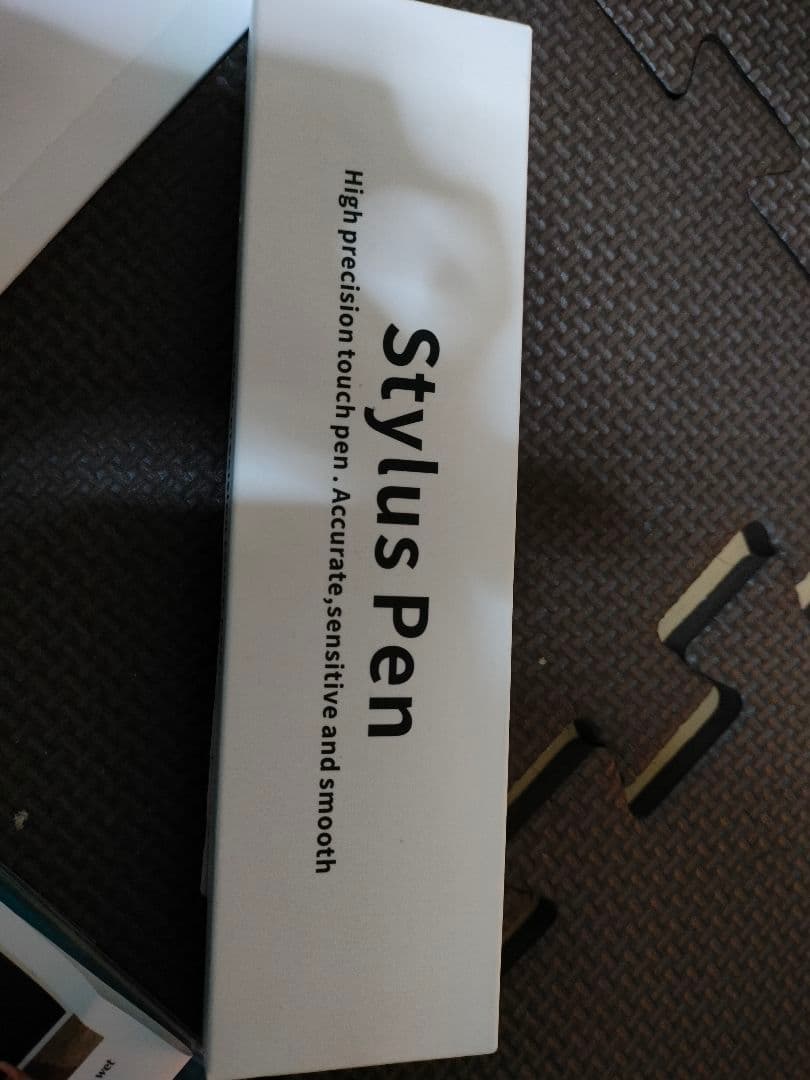 Stylus Pen
High precision touch pen . Accurate,sensitive and smooth
wet